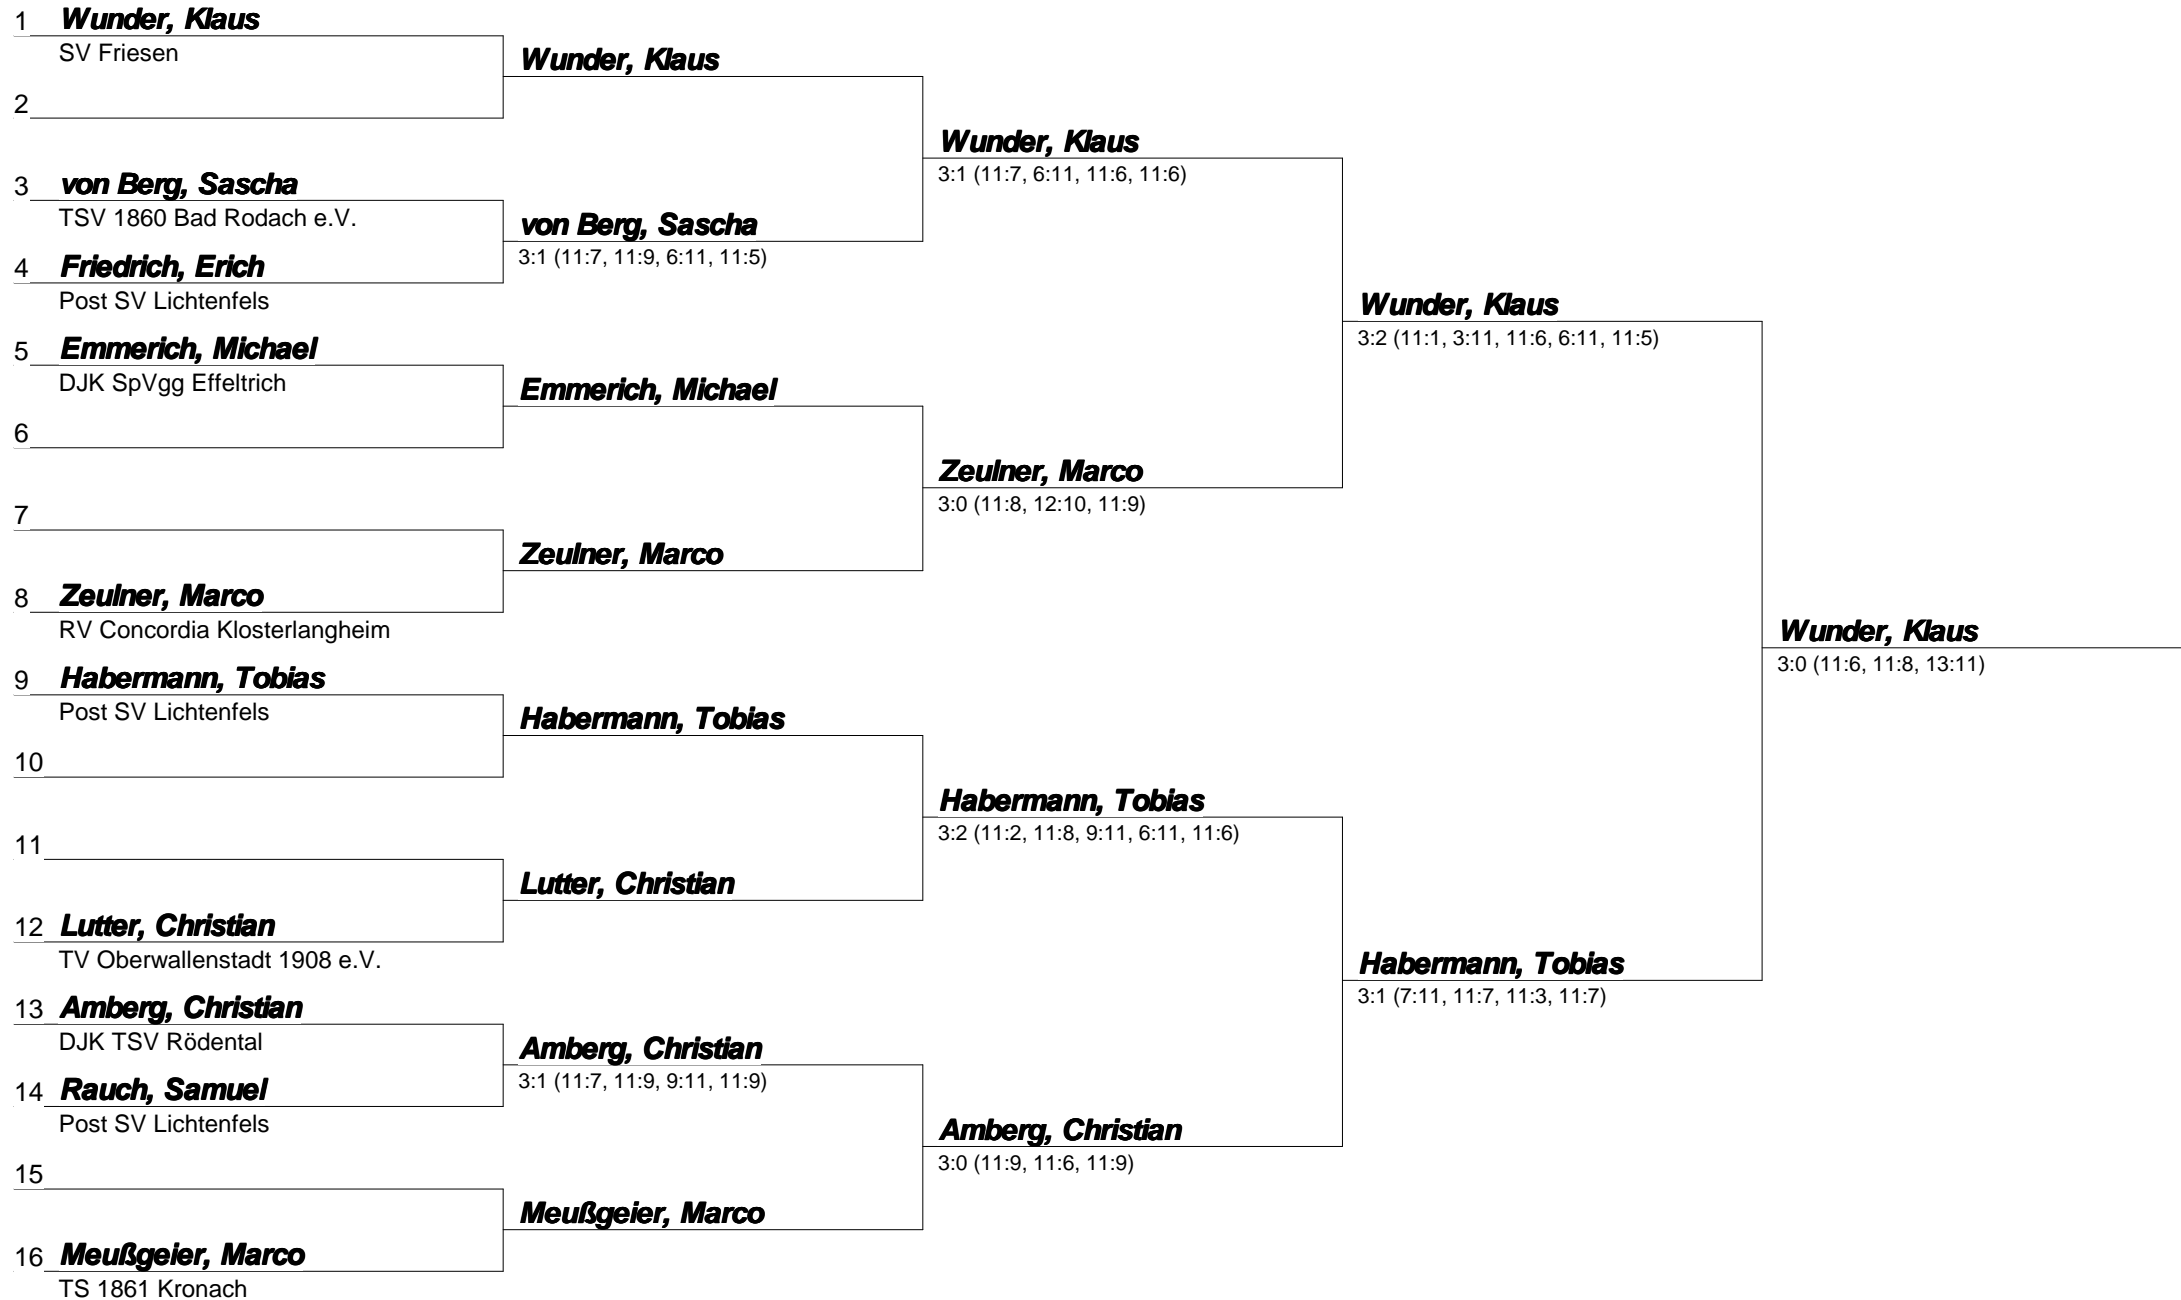 1 Wunder, Klaus
SV Friesen
Wunder, Klaus
2
Wunder, Klaus
3:1 (11:7, 6:11, 11:6, 11:6)
3 von Berg, Sascha
TSV 1860 Bad Rodach e.V.
von Berg, Sascha
3:1 (11:7, 11:9, 6:11, 11:5)
4 Friedrich, Erich
Post SV Lichtenfels
Wunder, Klaus
3:2 (11:1, 3:11, 11:6, 6:11, 11:5)
5 Emmerich, Michael
DJK SpVgg Effeltrich
Emmerich, Michael
6
Zeulner, Marco
3:0 (11:8, 12:10, 11:9)
7
Zeulner, Marco
8 Zeulner, Marco
RV Concordia Klosterlangheim
Wunder, Klaus
3:0 (11:6, 11:8, 13:11)
9 Habermann, Tobias
Post SV Lichtenfels
Habermann, Tobias
10
Habermann, Tobias
3:2 (11:2, 11:8, 9:11, 6:11, 11:6)
11
Lutter, Christian
12 Lutter, Christian
TV Oberwallenstadt 1908 e.V.
Habermann, Tobias
3:1 (7:11, 11:7, 11:3, 11:7)
13 Amberg, Christian
DJK TSV Rödental
Amberg, Christian
3:1 (11:7, 11:9, 9:11, 11:9)
14 Rauch, Samuel
Post SV Lichtenfels
Amberg, Christian
3:0 (11:9, 11:6, 11:9)
15
Meußgeier, Marco
16 Meußgeier, Marco
TS 1861 Kronach